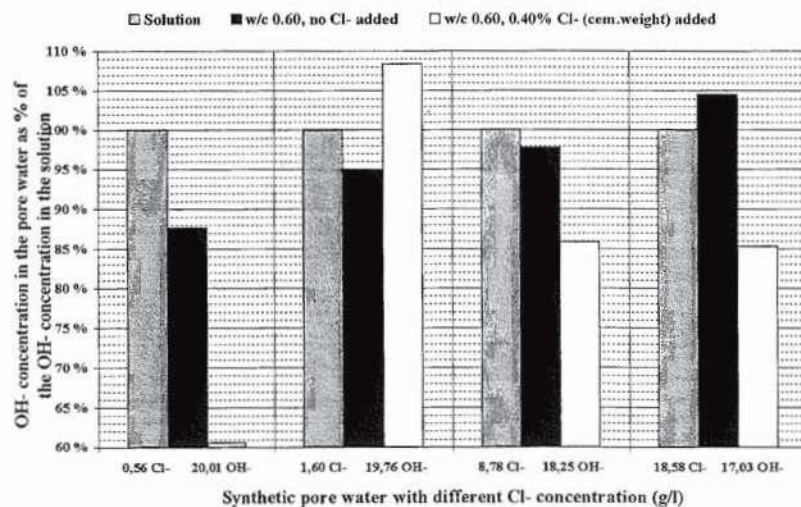 Solution w/c 0.60, no Cl- added w/c 0.60, 0.40% Cl- (cem.weight) added
OH- concentration in the pore water as % of
the OH- concentration in the solution
110 %
105 %
100 %
95 %
90 %
85 %
80 %
75 %
70 %
65 %
60 %
0,56 Cl- 20,01 OH- 1,60 Cl- 19,76 OH- 8,78 Cl- 18,25 OH- 18,58 Cl- 17,03 OH-
Synthetic pore water with different Cl- concentration (g/l)